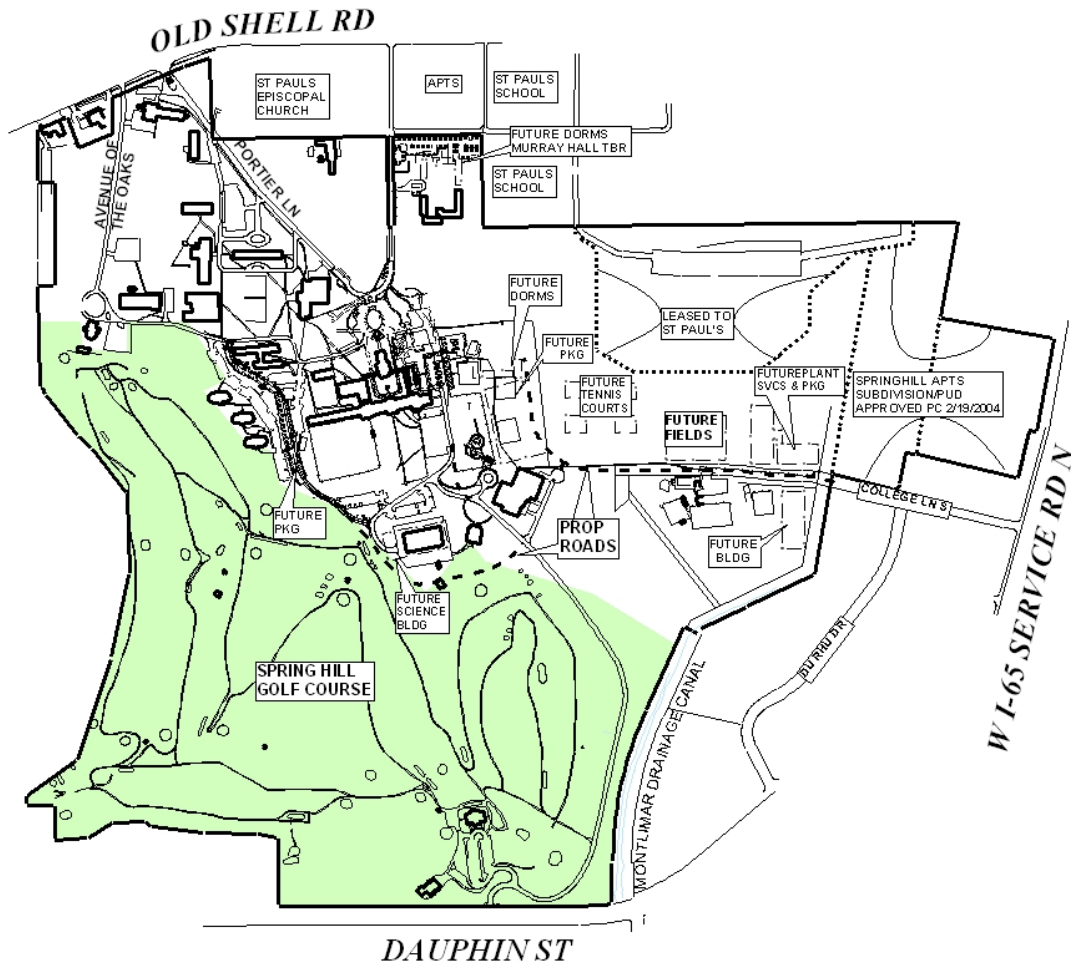 OLD SHELL RD
ST PAULS
EPISCOPAL
CHURCH
APTS
ST PAULS
SCHOOL
FUTURE DORMS
MURRAY HALL TBR
ST PAULS
SCHOOL
AVENUE OF
THE OAKS
PORTIER LN
FUTURE
DORMS
FUTURE
PKG
LEASED TO
ST PAUL'S
FUTURE
TENNIS
COURTS
FUTUREPLANT
SVCS & PKG
SPRINGHILL APTS
SUBDIVISION/PUD
APPROVED PC 2/19/2004
FUTURE
FIELDS
COLLEGE LN S
FUTURE
PKG
PROP
ROADS
FUTURE
BLDG
FUTURE
SCIENCE
BLDG
SPRING HILL
GOLF COURSE
DU RHU DR
MONTLIMAR DRAINAGE CANAL
W I-65 SERVICE RD N
DAUPHIN ST